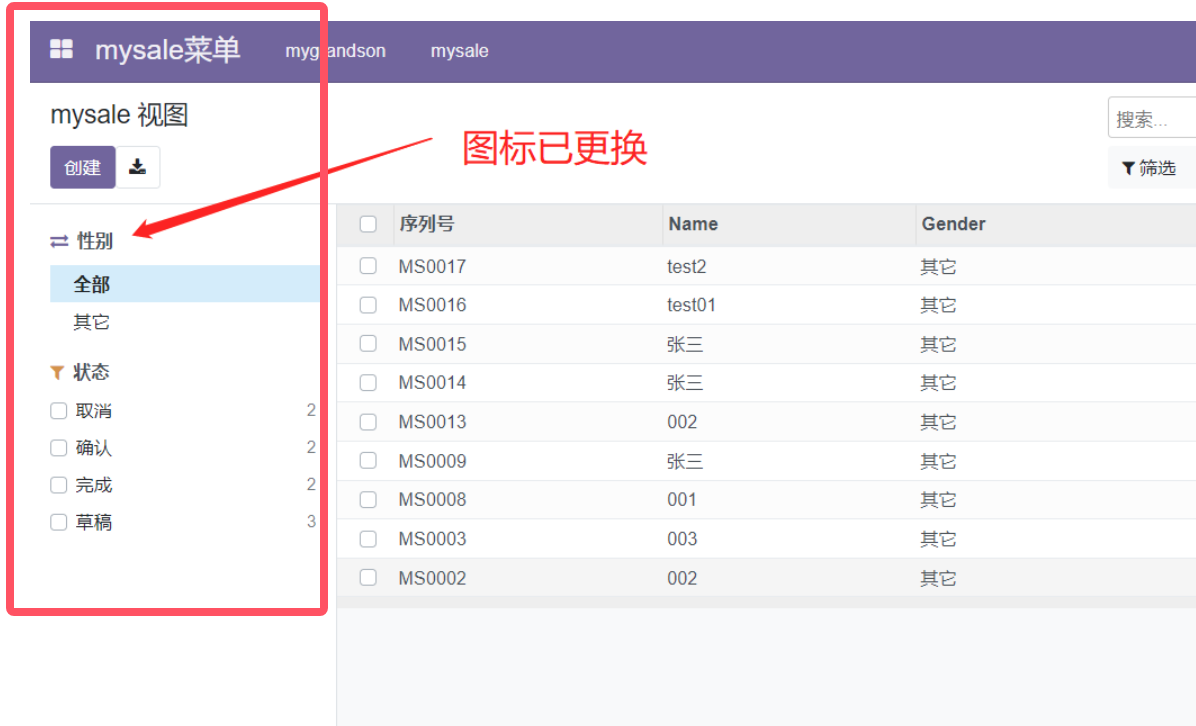 mysale菜单 mygrandson mysale
mysale 视图
搜索...
创建
筛选
图标已更换
性别
全部
其它
状态
取消 2
确认 2
完成 2
草稿 3
序列号 Name Gender
MS0017 test2 其它
MS0016 test01 其它
MS0015 张三 其它
MS0014 张三 其它
MS0013 002 其它
MS0009 张三 其它
MS0008 001 其它
MS0003 003 其它
MS0002 002 其它